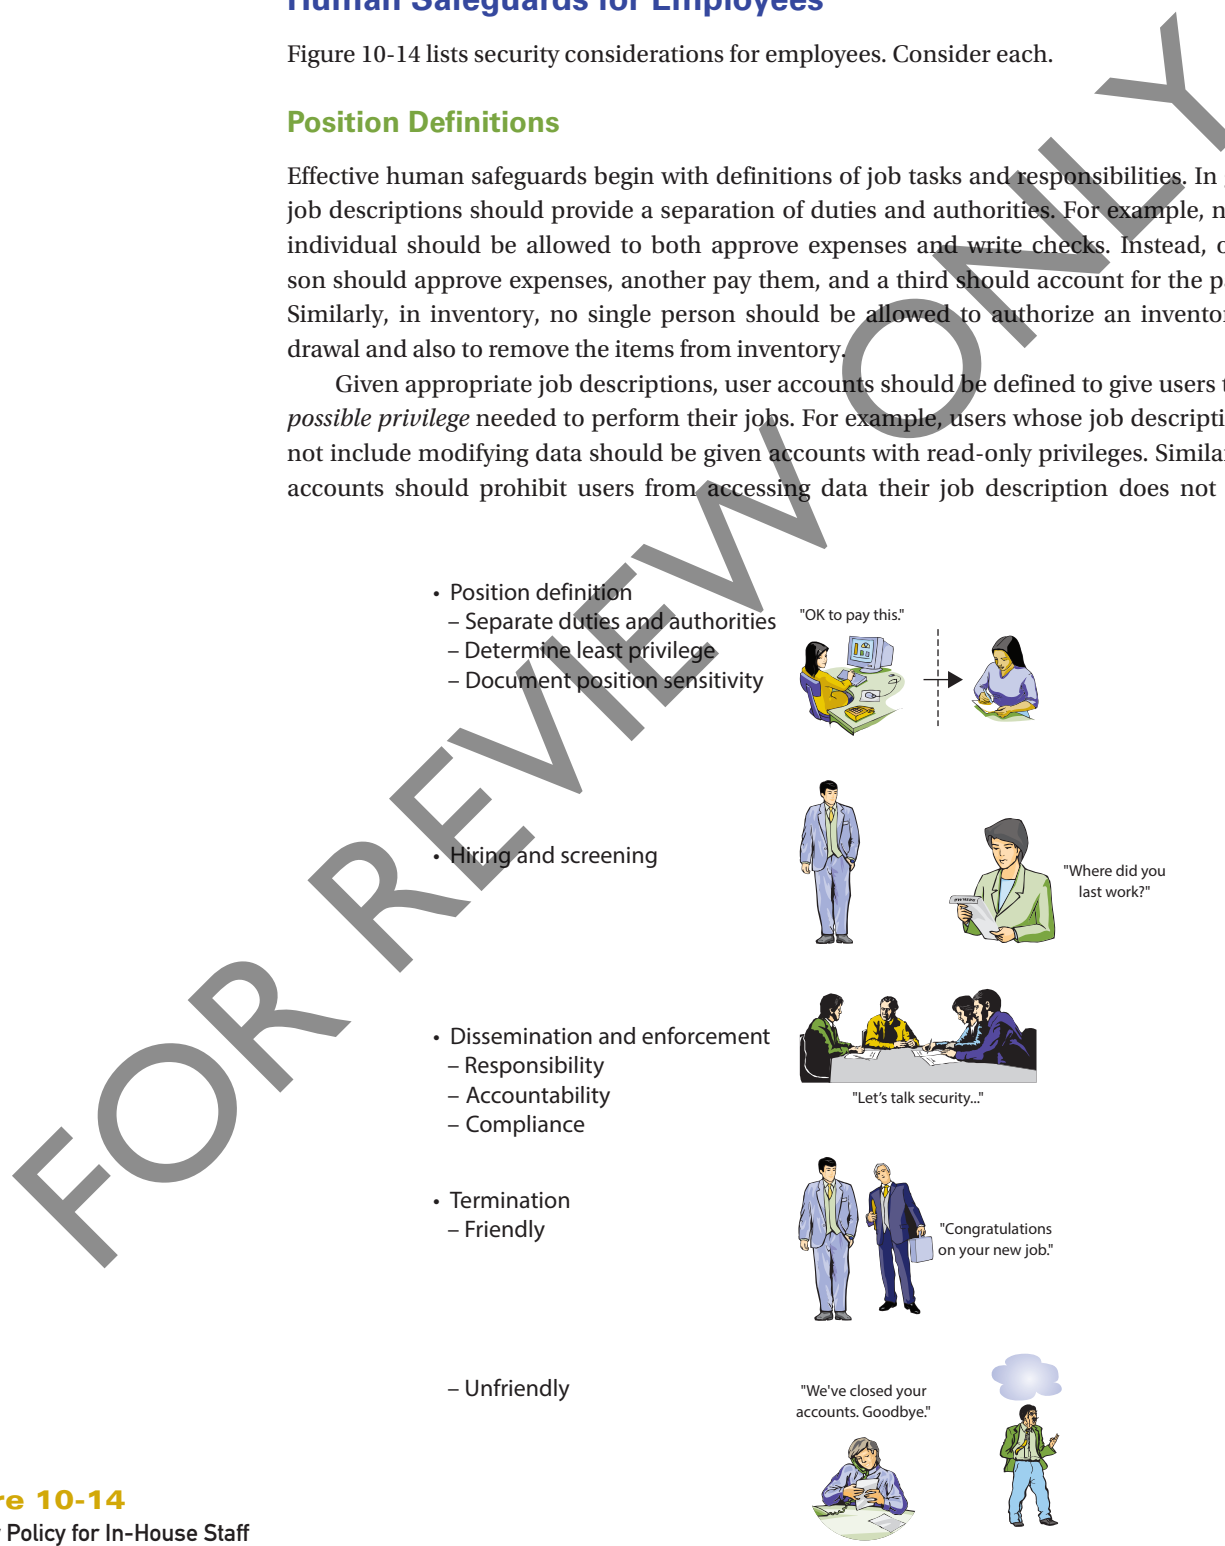 Human Safeguards for Employees
Figure 10-14 lists security considerations for employees. Consider each.
Position Definitions
Effective human safeguards begin with definitions of job tasks and responsibilities. In
job descriptions should provide a separation of duties and authorities. For example,
individual should be allowed to both approve expenses and write checks. Instead,
son should approve expenses, another pay them, and a third should account for the
Similarly, in inventory, no single person should be allowed to authorize an
drawal and also to remove the items from inventory.
Given appropriate job descriptions, user accounts should be defined to give users
possible privilege needed to perform their jobs. For example, users whose job
not include modifying data should be given accounts with read-only privileges.
accounts should prohibit users from accessing data their job description does not
• Position definition
– Separate duties and authorities
– Determine least privilege
– Document position sensitivity
"OK to pay this."
• Hiring and screening
"Where did you
last work?"
• Dissemination and enforcement
– Responsibility
– Accountability
– Compliance
"Let's talk security..."
• Termination
– Friendly
"Congratulations
on your new job."
– Unfriendly
"We've closed your
accounts. Goodbye."
re 10-14
Policy for In-House Staff
FOR REVIEW ONLY